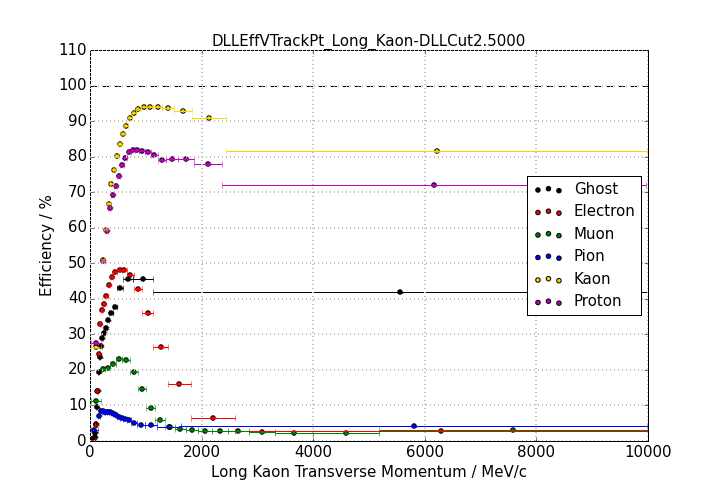 DLLEffVTrackPt_Long_Kaon-DLLCut2.5000
110
100
90
80
70
60
50
40
30
20
10
0
Efficiency / %
Ghost
Electron
Muon
Pion
Kaon
Proton
0 2000 4000 6000 8000 10000
Long Kaon Transverse Momentum / MeV/c